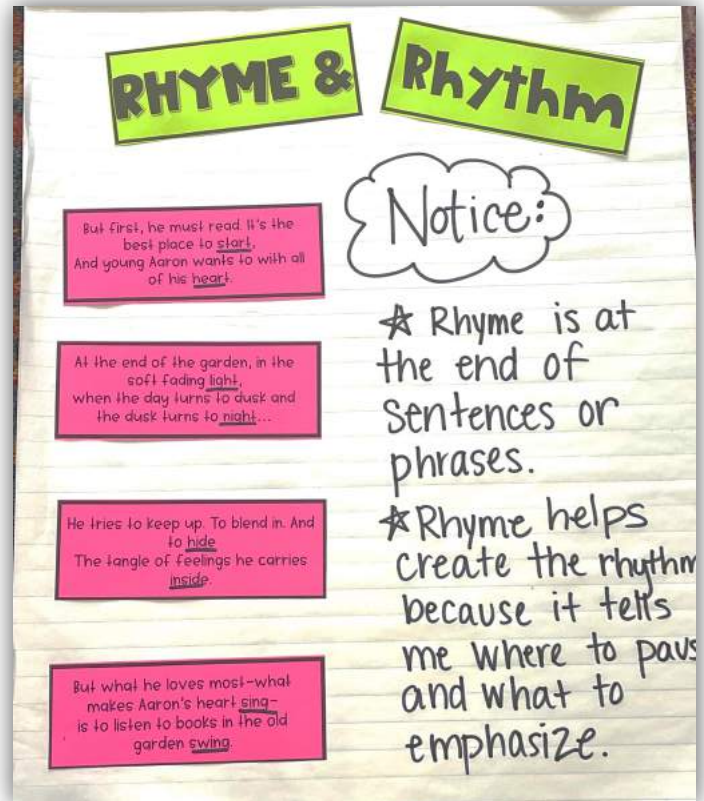 RHYME & Rhythm
But first, he must read. It's the
best place to start,
And young Aaron wants to with all
of his heart.
At the end of the garden, in the
soft fading light,
when the day turns to dusk and
the dusk turns to night...
He tries to keep up. To blend in. And
to hide
The tangle of feelings he carries
inside.
But what he loves most-what
makes Aaron's heart sing-
is to listen to books in the old
garden swing.
Notice:
☆ Rhyme is at
the end of
sentences or
phrases.
☆ Rhyme helps
create the rhythm
because it tells
me where to paus
and what to
emphasize.